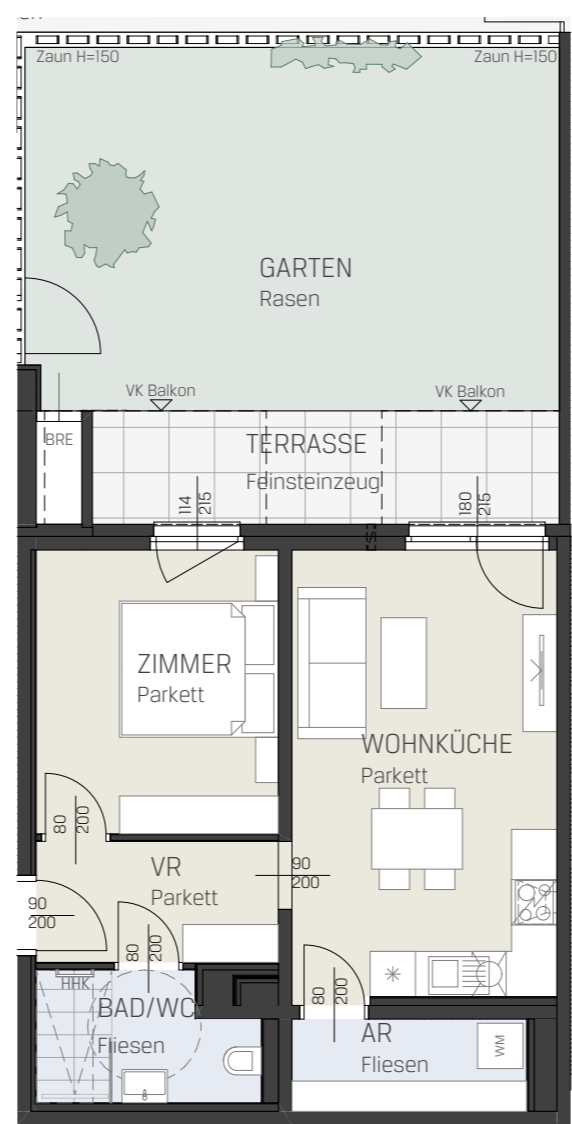 Zaun H=150
Zaun H=150
GARTEN
Rasen
VK Balkon
VK Balkon
BRE
TERRASSE
Feinsteinzeug
114
215
180
215
ZIMMER
Parkett
WOHNKÜCHE
Parkett
80
200
90
200
VR
Parkett
90
200
80
200
HHK
BAD/WC
Fliesen
80
200
AR
Fliesen
WM